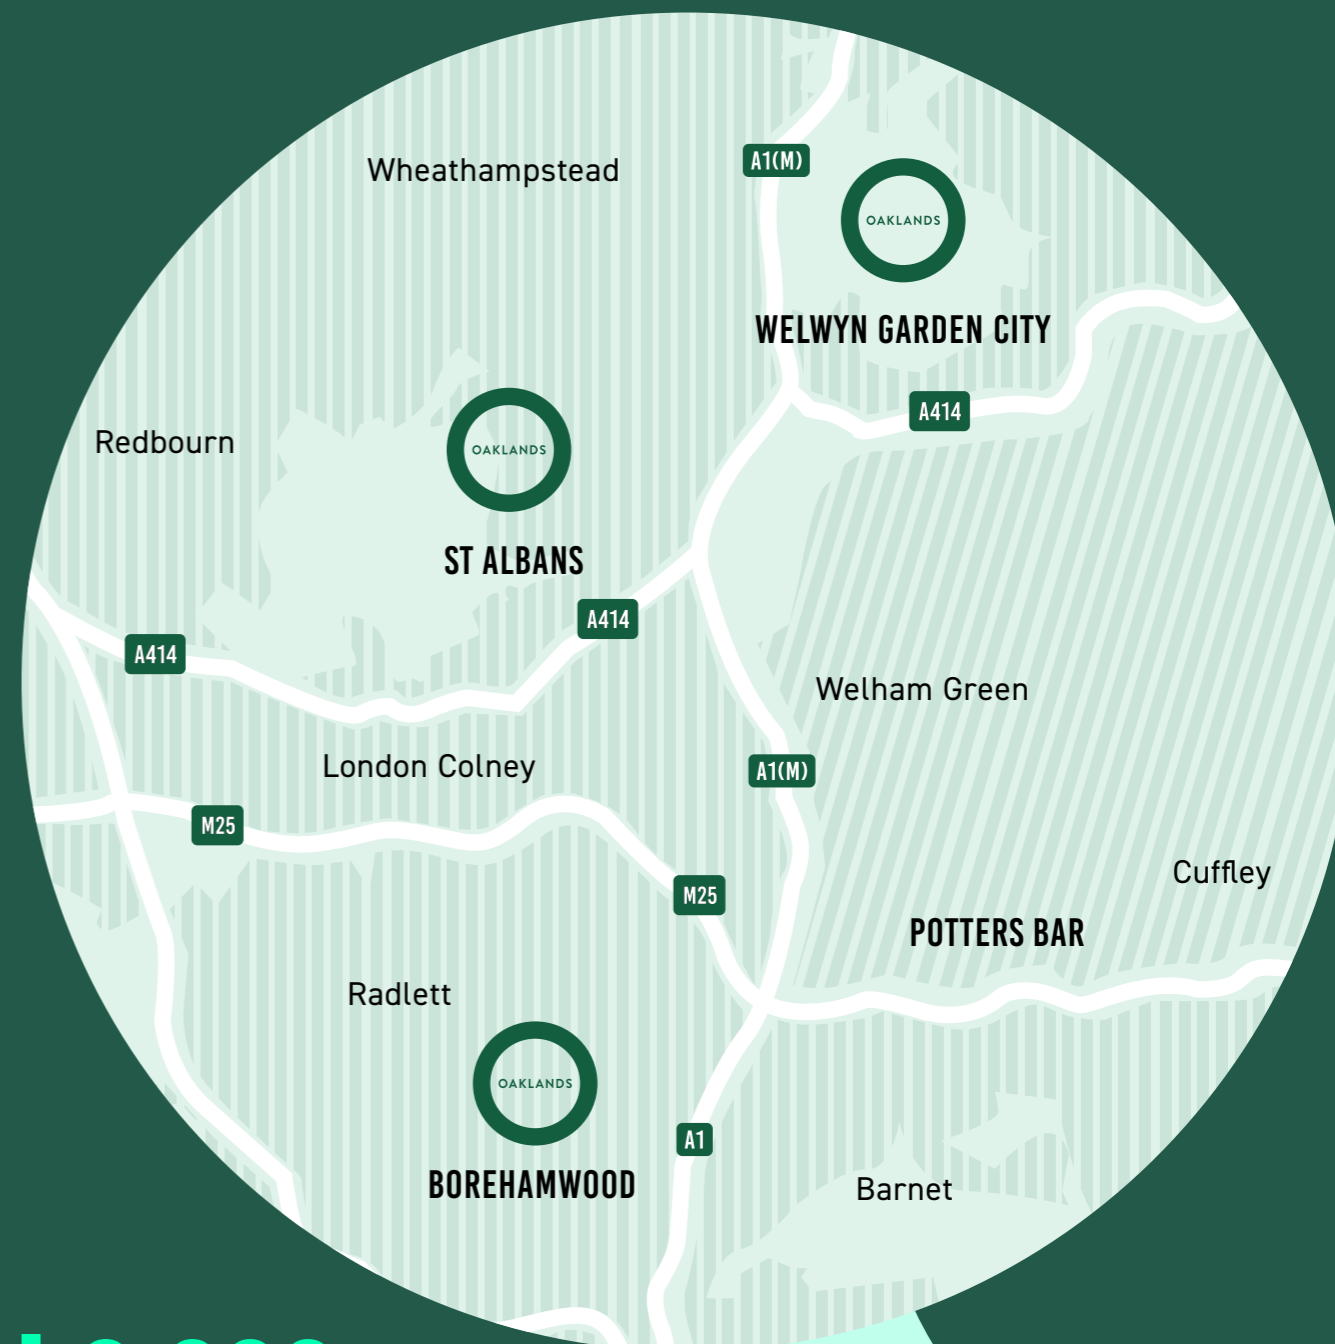 A1(M)
Wheathampstead
OAKLANDS
WELWYN GARDEN CITY
A414
Redbourn
OAKLANDS
ST ALBANS
A414
A414
Welham Green
London Colney
A1(M)
M25
Cuffley
M25
POTTERS BAR
Radlett
OAKLANDS
A1
BOREHAMWOOD
Barnet